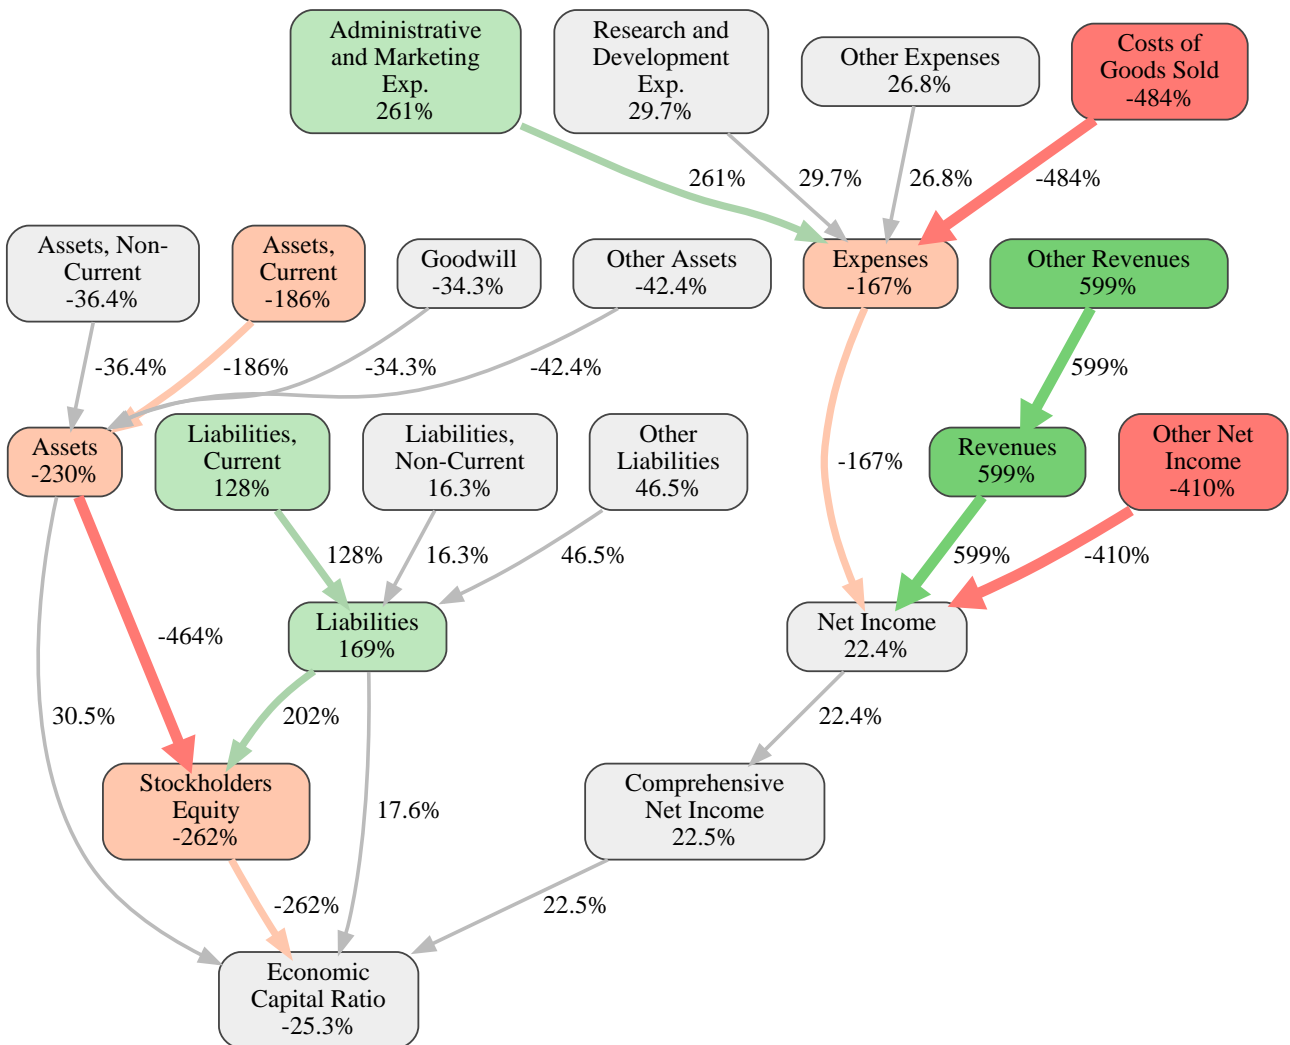 Administrative
and Marketing
Exp.
261%
Research and
Development
Exp.
29.7%
Other Expenses
26.8%
Costs of
Goods Sold
-484%
261%
29.7%
26.8%
-484%
Assets, Non-
Current
-36.4%
Assets,
Current
-186%
Goodwill
-34.3%
Other Assets
-42.4%
Expenses
-167%
Other Revenues
599%
-36.4%
-186%
-34.3%
-42.4%
599%
Assets
-230%
Liabilities,
Current
128%
Liabilities,
Non-Current
16.3%
Other
Liabilities
46.5%
-167%
Revenues
599%
Other Net
Income
-410%
128%
16.3%
46.5%
599%
-410%
-464%
Liabilities
169%
Net Income
22.4%
30.5%
202%
22.4%
Stockholders
Equity
-262%
17.6%
Comprehensive
Net Income
22.5%
-262%
22.5%
Economic
Capital Ratio
-25.3%